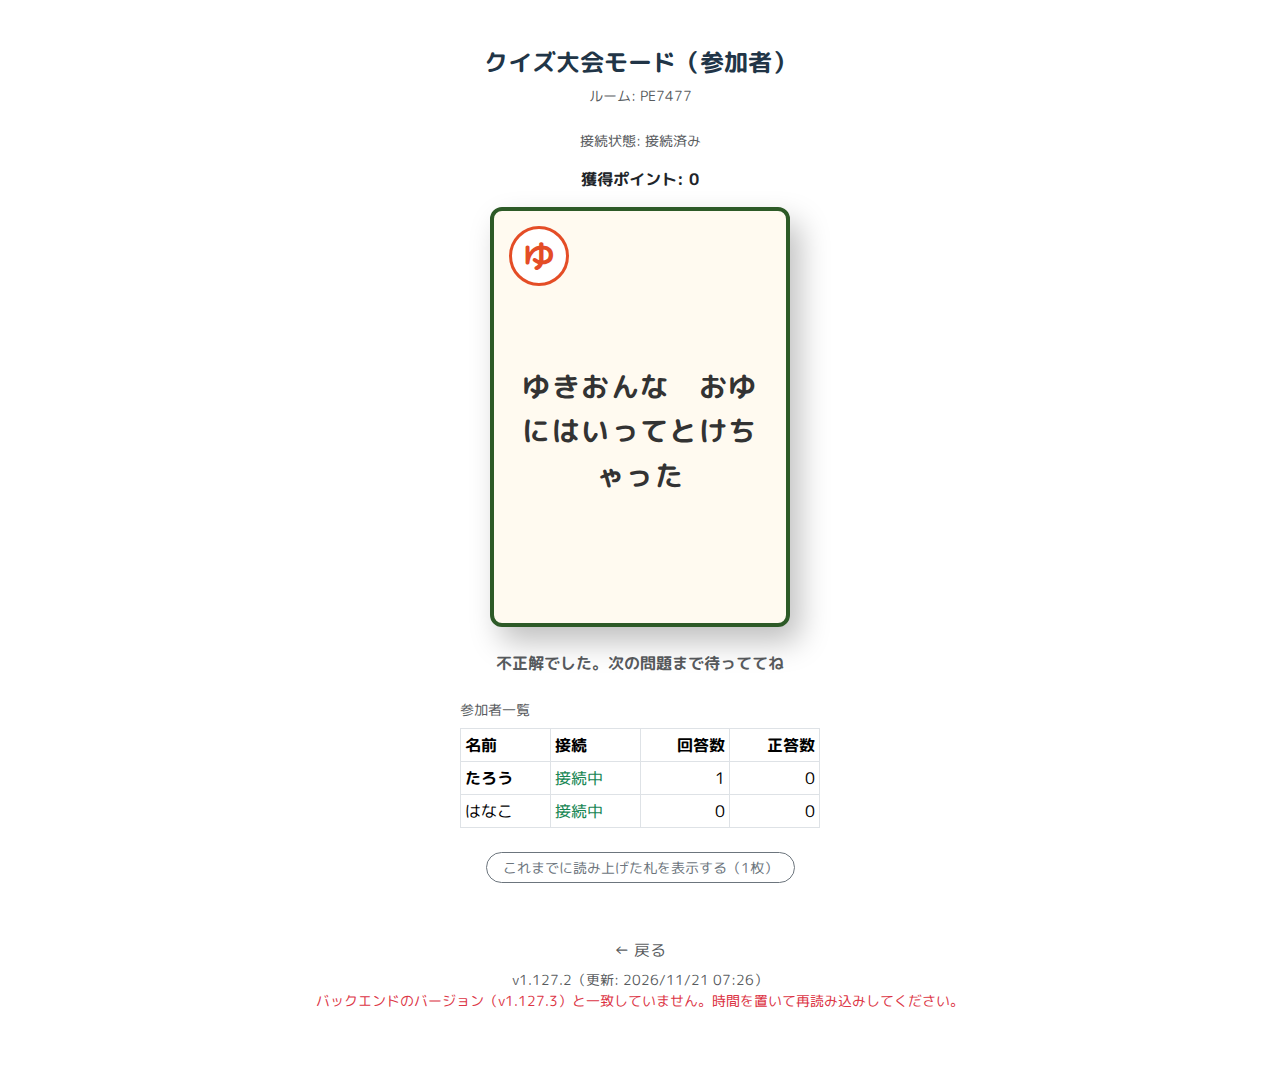 クイズ大会モード（参加者）
ルーム: PE7477
接続状態: 接続済み
獲得ポイント: 0
ゆ
ゆきおんな　おゆ
にはいってとけち
ゃった
不正解でした。次の問題まで待っててね
参加者一覧
名前 接続 回答数 正答数
たろう 接続中 1 0
はなこ 接続中 0 0
これまでに読み上げた札を表示する（1枚）
← 戻る
v1.127.2（更新: 2026/11/21 07:26）
バックエンドのバージョン（v1.127.3）と一致していません。時間を置いて再読み込みしてください。